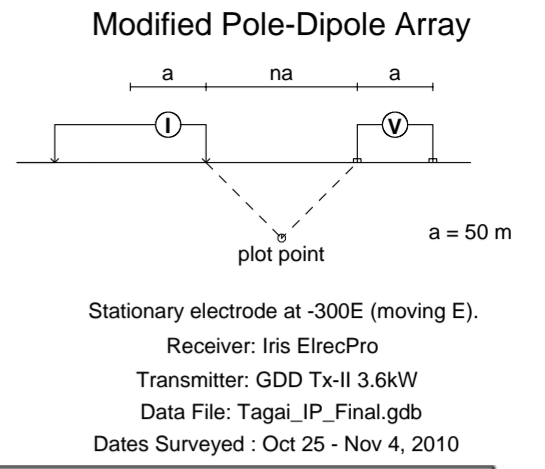 Modified Pole-Dipole Array
a na a
I V
a = 50 m
plot point
Stationary electrode at -300E (moving E).
Receiver: Iris ElrecPro
Transmitter: GDD Tx-II 3.6kW
Data File: Tagai_IP_Final.gdb
Dates Surveyed : Oct 25 - Nov 4, 2010